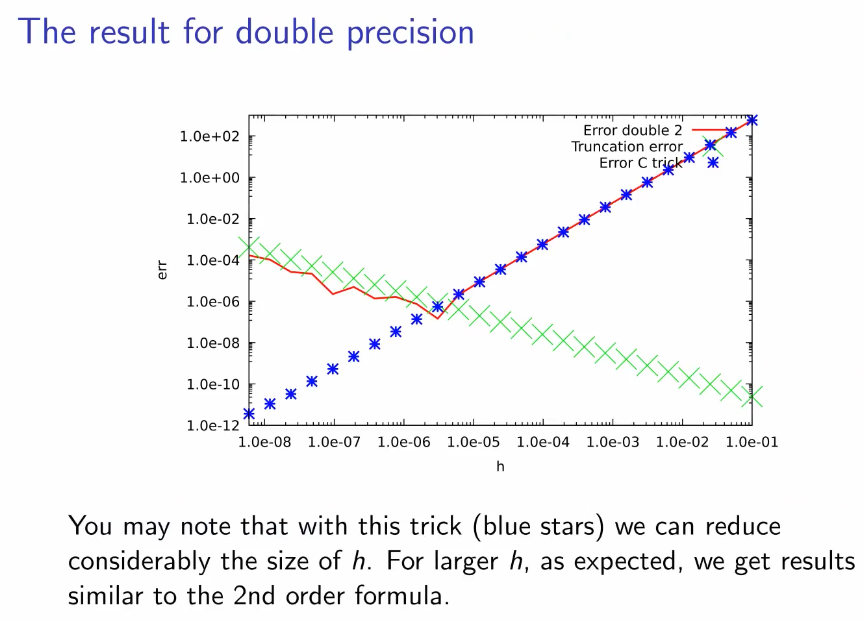 The result for double precision
1.0e+02
1.0e+00
1.0e-02
1.0e-04
1.0e-06
1.0e-08
1.0e-10
1.0e-12
err
Error double 2
Truncation error
Error C trick
1.0e-08 1.0e-07 1.0e-06 1.0e-05 1.0e-04 1.0e-03 1.0e-02 1.0e-01
h
You may note that with this trick (blue stars) we can reduce
considerably the size of h. For larger h, as expected, we get results
similar to the 2nd order formula.